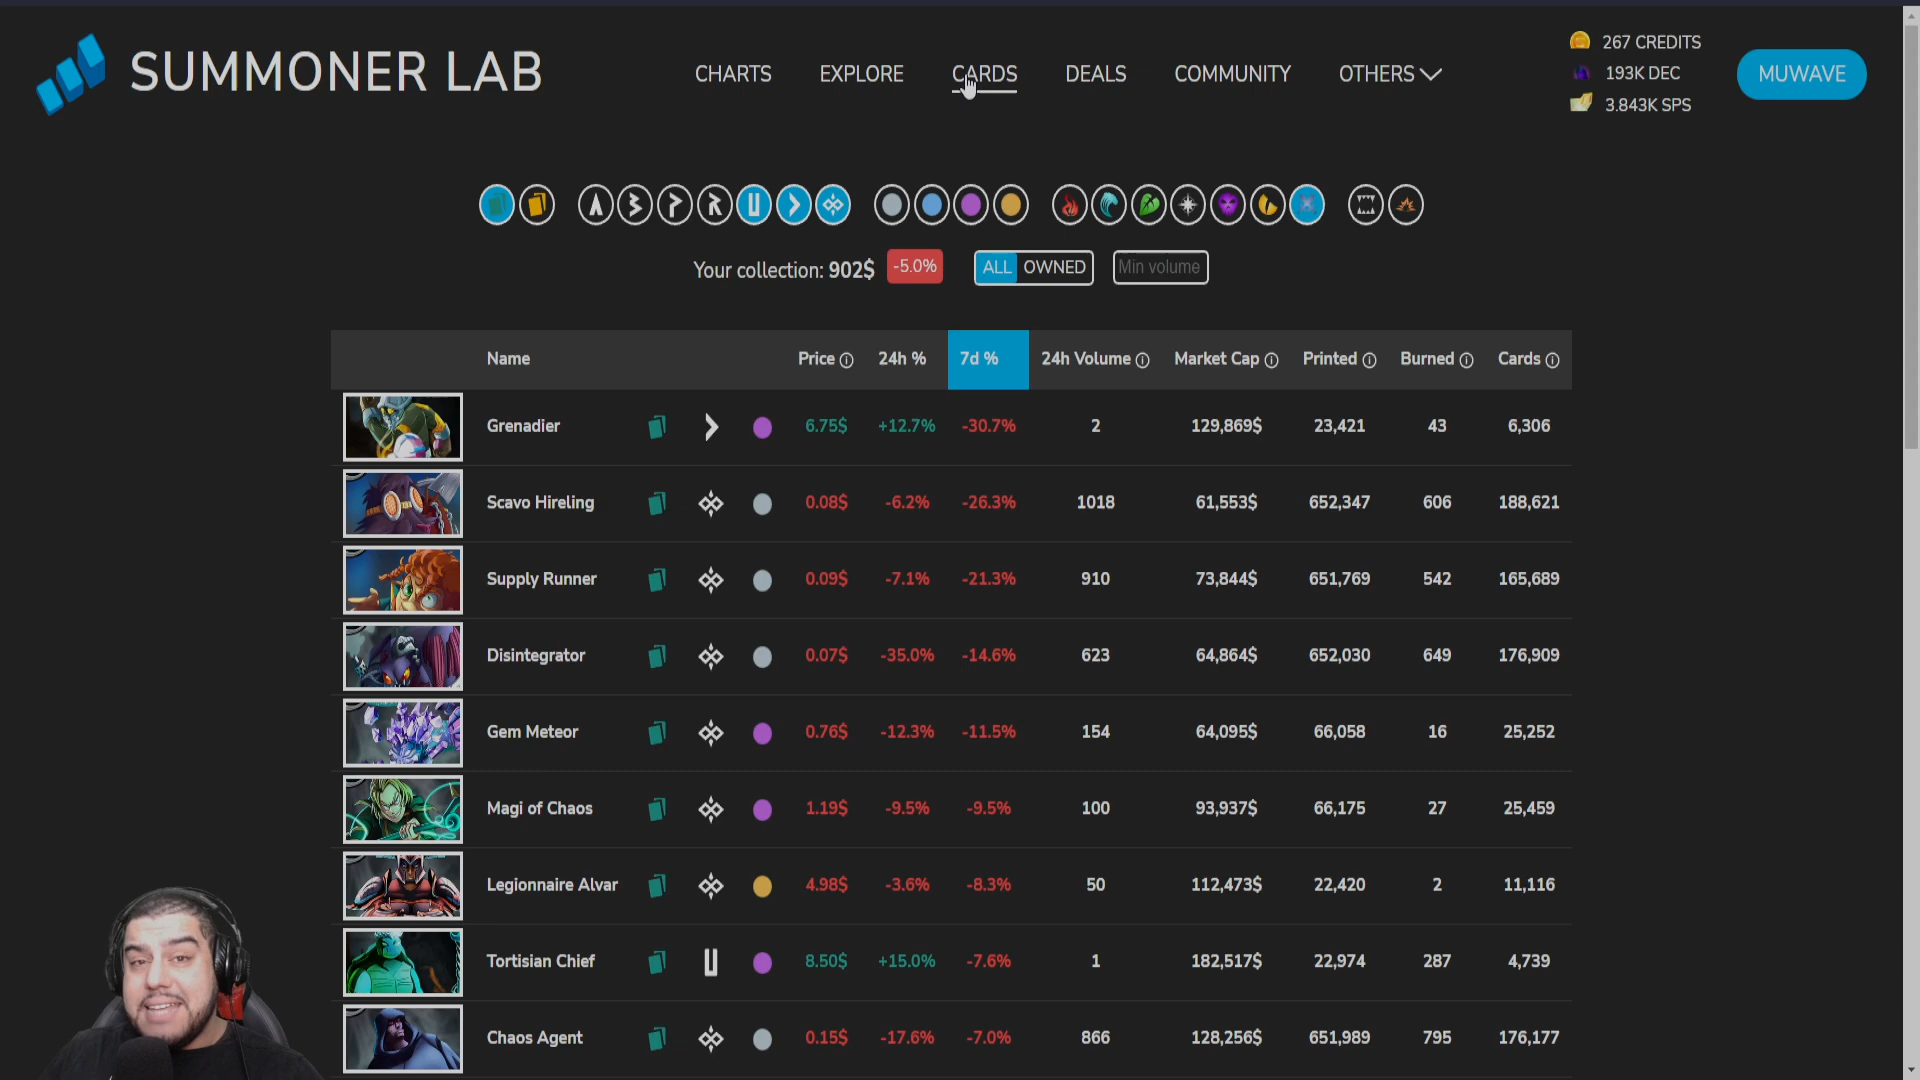 SUMMONER LAB
CHARTS EXPLORE CARDS DEALS COMMUNITY OTHERS
267 CREDITS
193K DEC
3.843K SPS
MUWAVE
Your collection: 902$ -5.0% ALL OWNED Min volume
Name Price 24h % 7d % 24h Volume Market Cap Printed Burned Cards
Grenadier 6.75$ +12.7% -30.7% 2 129,869$ 23,421 43 6,306
Scavo Hireling 0.08$ -6.2% -26.3% 1018 61,553$ 652,347 606 188,621
Supply Runner 0.09$ -7.1% -21.3% 910 73,844$ 651,769 542 165,689
Disintegrator 0.07$ -35.0% -14.6% 623 64,864$ 652,030 649 176,909
Gem Meteor 0.76$ -12.3% -11.5% 154 64,095$ 66,058 16 25,252
Magi of Chaos 1.19$ -9.5% -9.5% 100 93,937$ 66,175 27 25,459
Legionnaire Alvar 4.98$ -3.6% -8.3% 50 112,473$ 22,420 2 11,116
Tortisian Chief 8.50$ +15.0% -7.6% 1 182,517$ 22,974 287 4,739
Chaos Agent 0.15$ -17.6% -7.0% 866 128,256$ 651,989 795 176,177